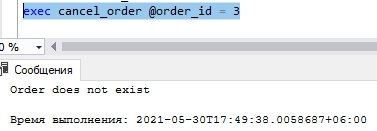 exec cancel_order @order_id = 3
0 %
Сообщения
Order does not exist
Время выполнения: 2021-05-30T17:49:38.0058687+06:00